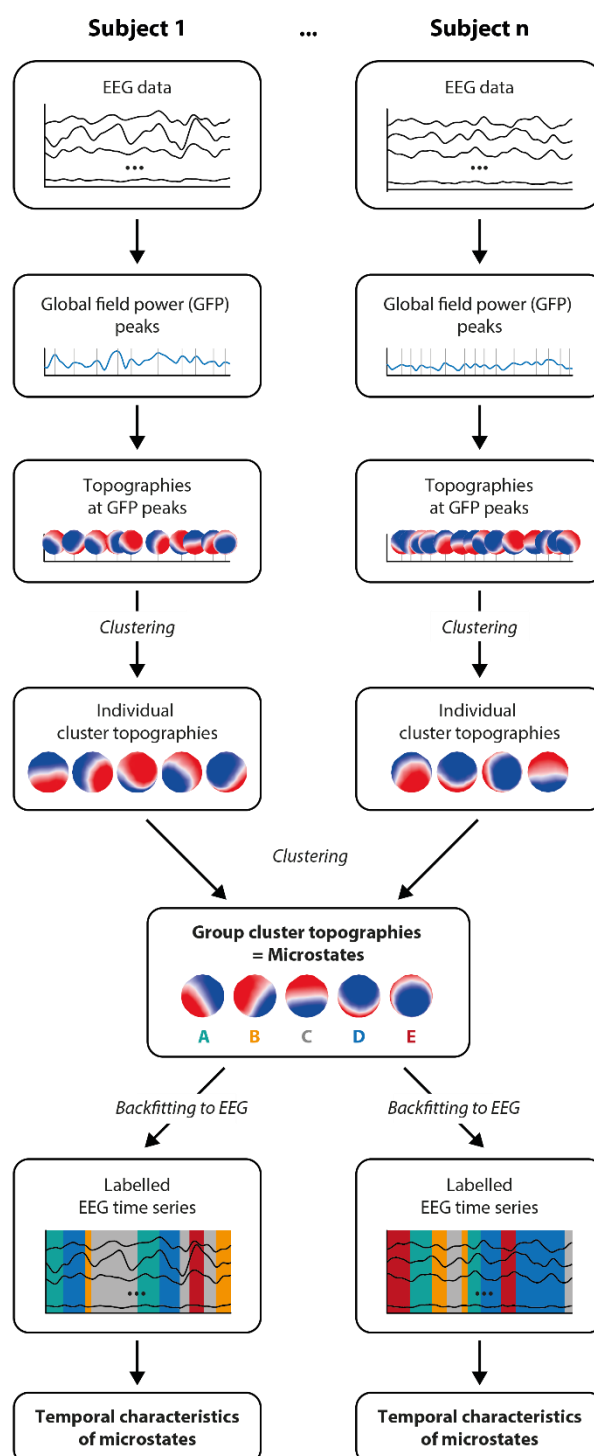 Subject 1 ... Subject n
EEG data
EEG data
...
...
Global field power (GFP)
peaks
Global field power (GFP)
peaks
Topographies
at GFP peaks
Topographies
at GFP peaks
Clustering
Clustering
Individual
cluster topographies
Individual
cluster topographies
Clustering
Group cluster topographies
= Microstates
A B C D E
Backfitting to EEG
Backfitting to EEG
Labelled
EEG time series
...
Labelled
EEG time series
...
Temporal characteristics
of microstates
Temporal characteristics
of microstates